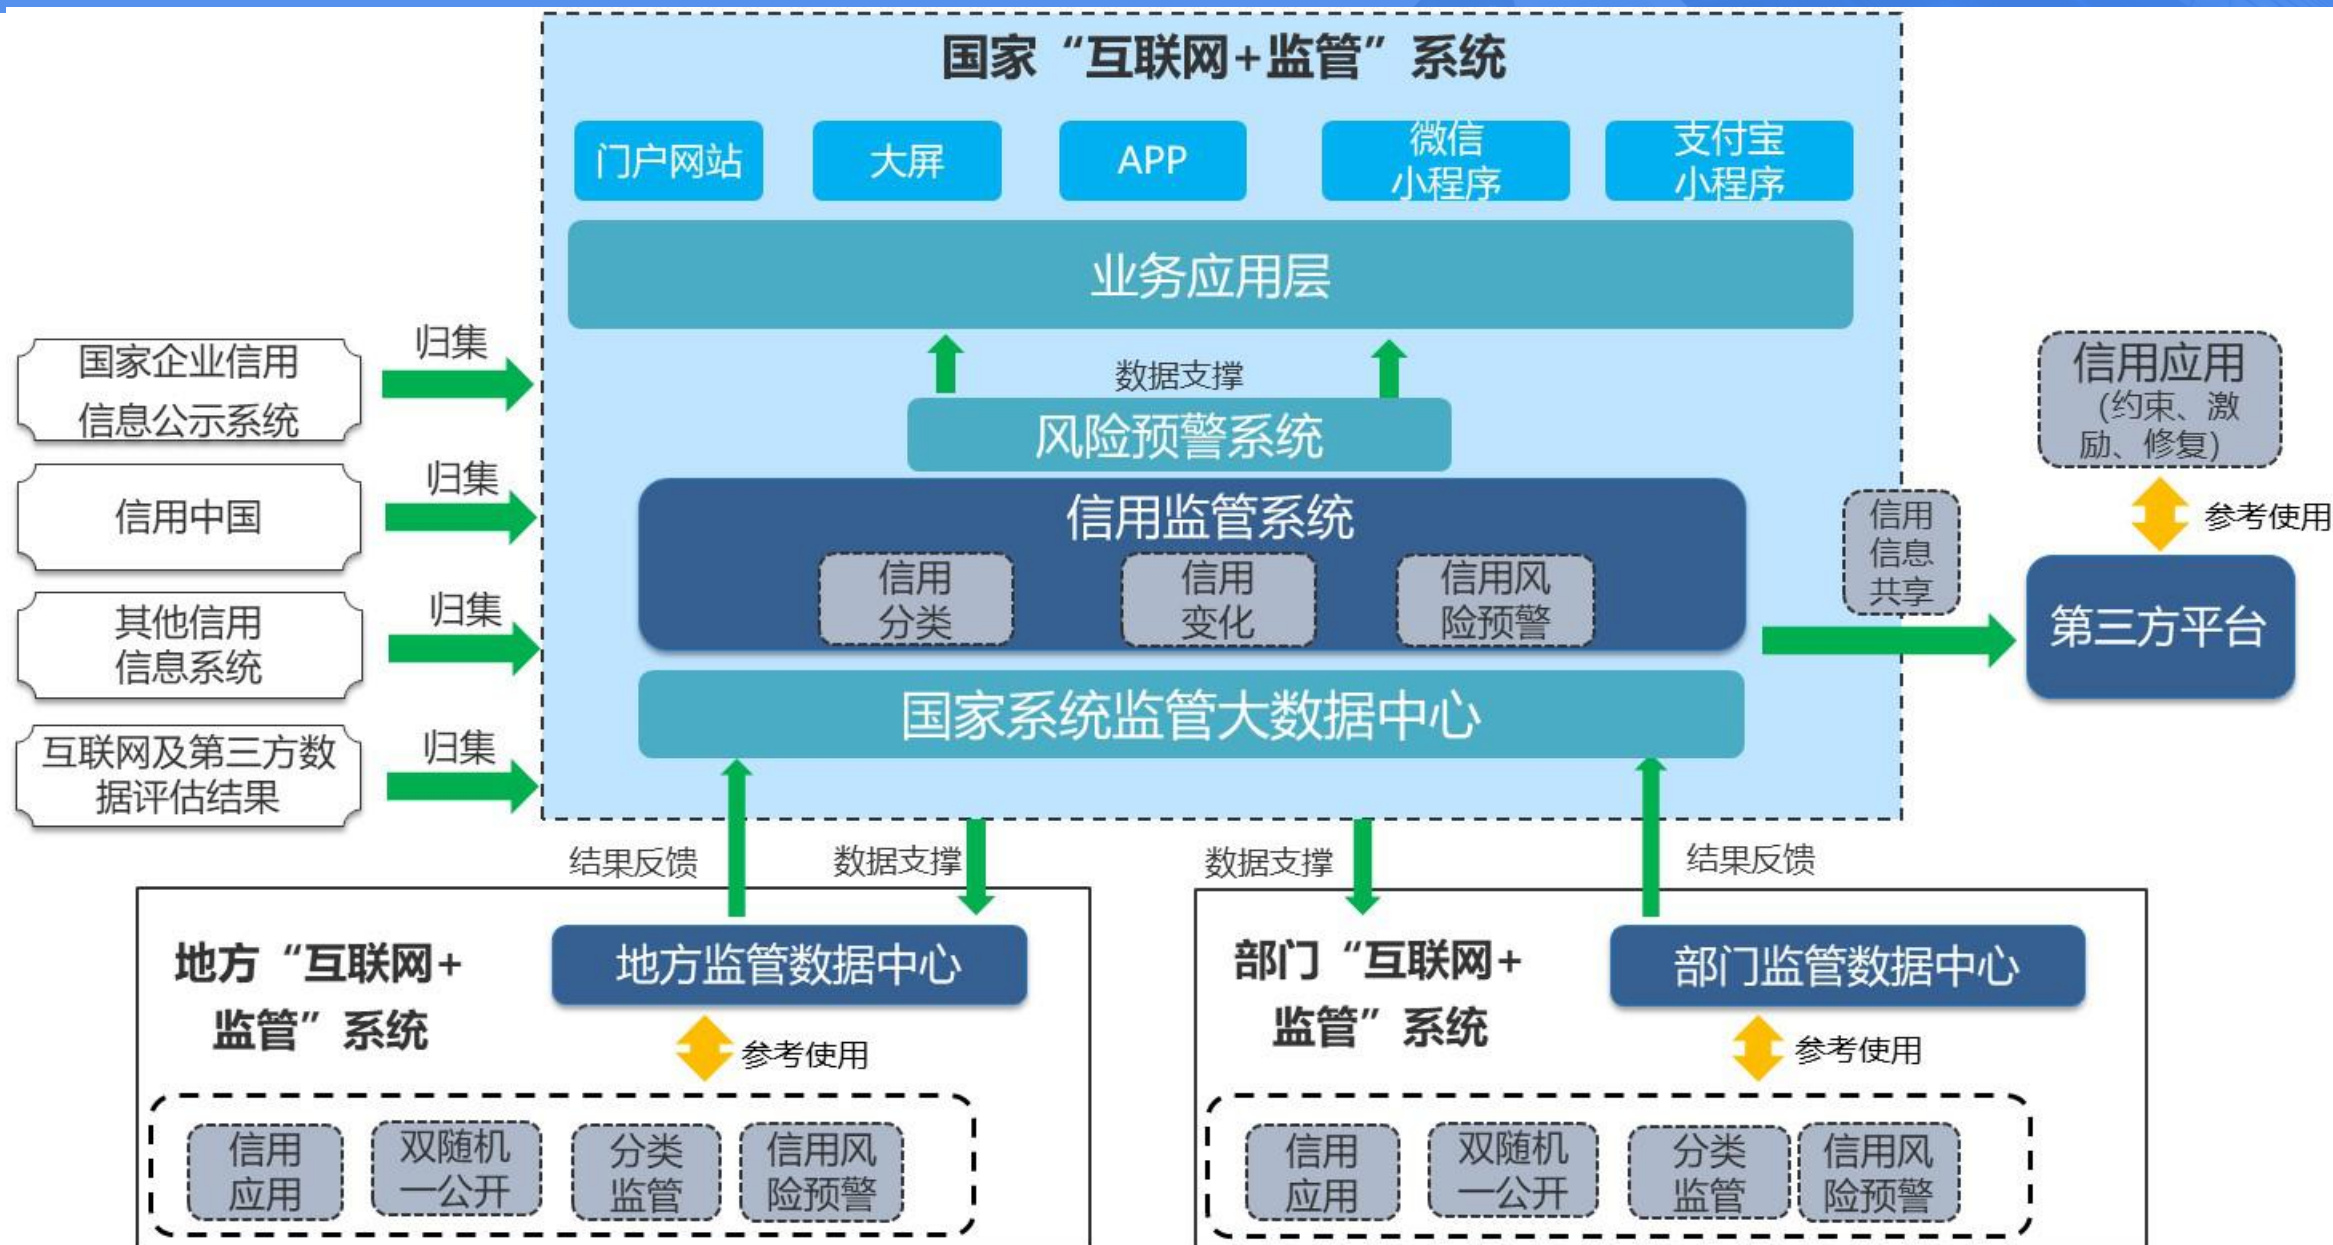 国家“互联网+监管”系统
门户网站
大屏
APP
微信
小程序
支付宝
小程序
业务应用层
数据支撑
风险预警系统
信用监管系统
信用
分类
信用
变化
信用风
险预警
国家系统监管大数据中心
国家企业信用
信息公示系统
归集
信用中国
归集
其他信用
信息系统
归集
互联网及第三方数
据评估结果
归集
信用
信息
共享
信用应用
(约束、激
励、修复)
参考使用
第三方平台
结果反馈
数据支撑
数据支撑
结果反馈
地方“互联网+
监管”系统
地方监管数据中心
参考使用
信用
应用
双随机
一公开
分类
监管
信用风
险预警
部门“互联网+
监管”系统
部门监管数据中心
参考使用
信用
应用
双随机
一公开
分类
监管
信用风
险预警